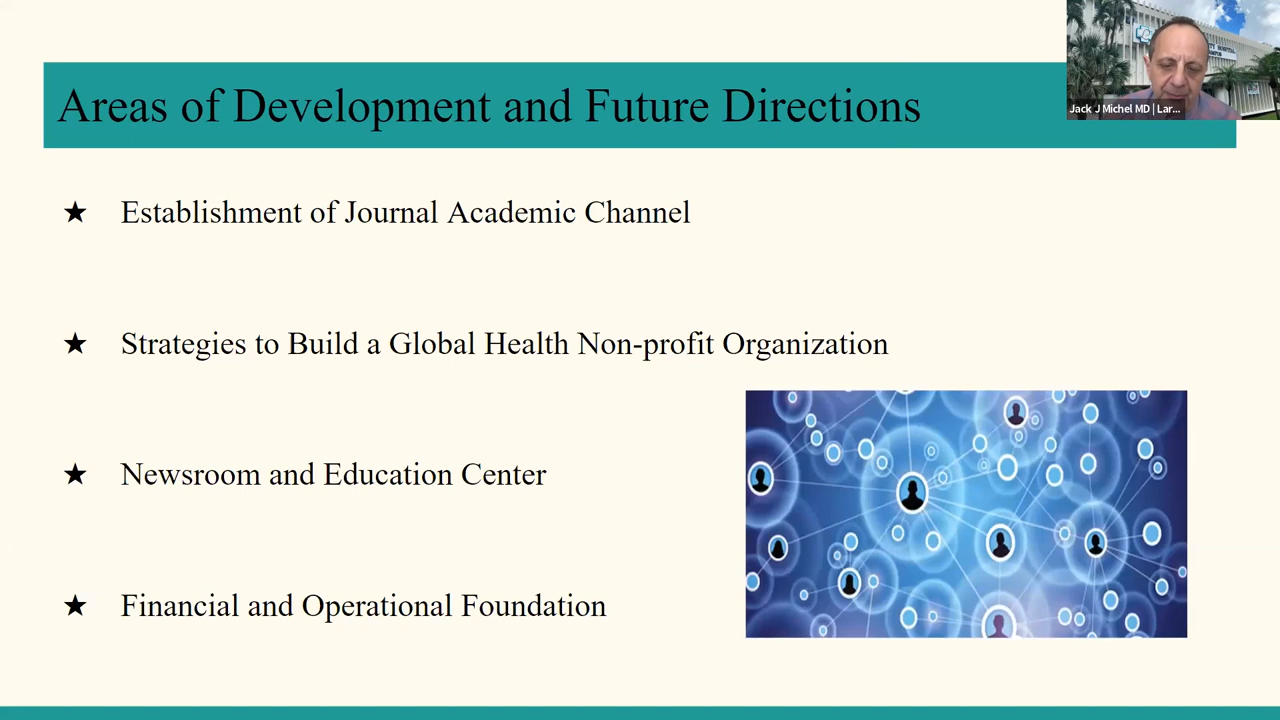 Areas of Development and Future Directions
Jack J Michel MD | Lar...
★ Establishment of Journal Academic Channel
★ Strategies to Build a Global Health Non-profit Organization
★ Newsroom and Education Center
★ Financial and Operational Foundation